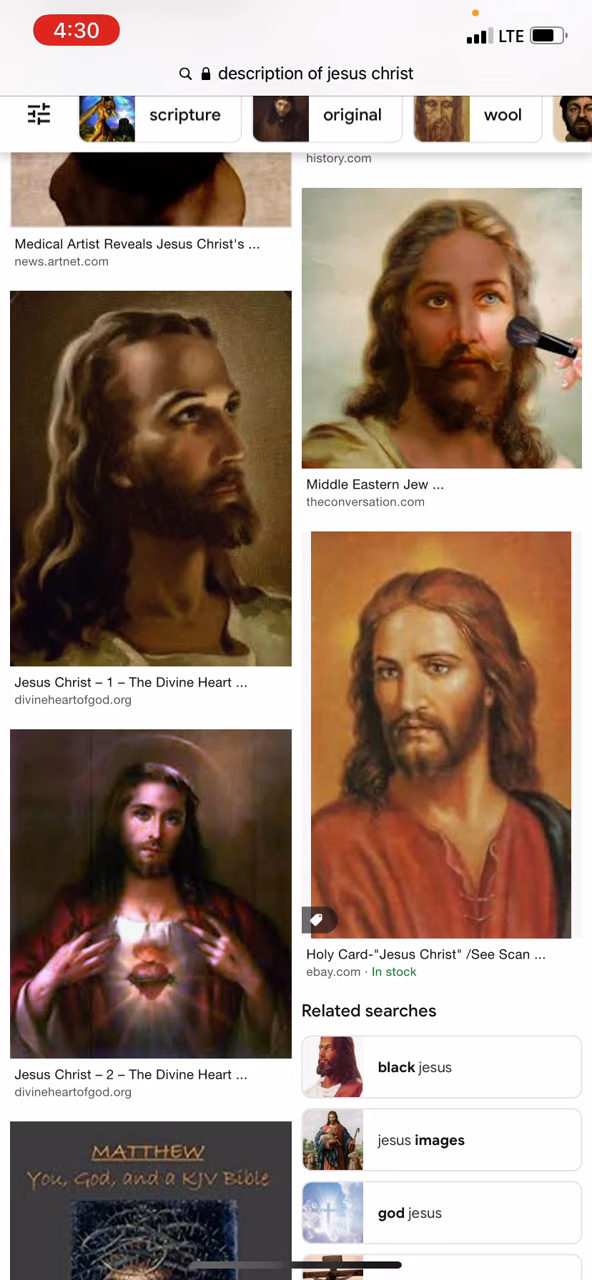 4:30
LTE
description of jesus christ
scripture
original
wool
history.com
Medical Artist Reveals Jesus Christ's ...
news.artnet.com
Middle Eastern Jew ...
theconversation.com
Jesus Christ – 1 – The Divine Heart ...
divineheartofgod.org
Holy Card-"Jesus Christ" /See Scan ...
ebay.com · In stock
Jesus Christ – 2 – The Divine Heart ...
divineheartofgod.org
Related searches
black jesus
jesus images
god jesus
MATTHEW
You, God, and a KJV Bible